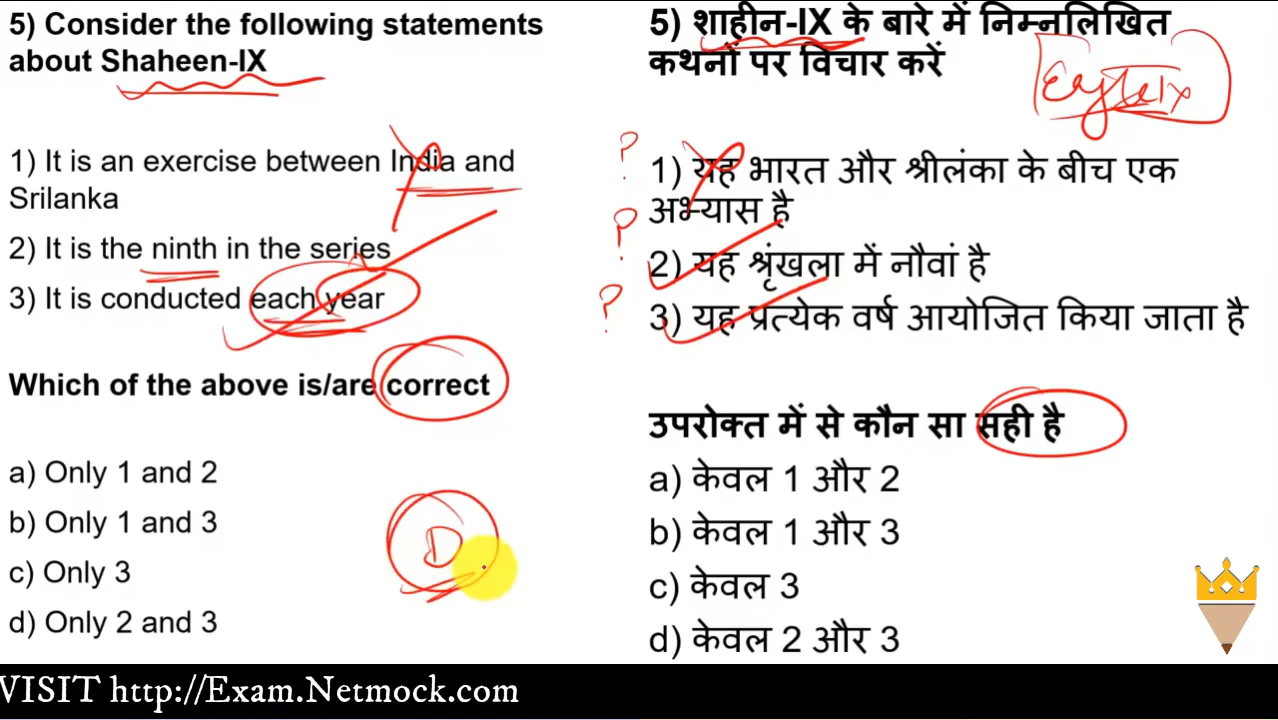 5) Consider the following statements
about Shaheen-IX
1) It is an exercise between India and
Srilanka
2) It is the ninth in the series
3) It is conducted each year
Which of the above is/are correct
a) Only 1 and 2
b) Only 1 and 3
c) Only 3
d) Only 2 and 3
D
5) शाहीन-IX के बारे में निम्नलिखित
कथनों पर विचार करें
? 1) यह भारत और श्रीलंका के बीच एक
अभ्यास है
? 2) यह श्रृंखला में नौवां है
? 3) यह प्रत्येक वर्ष आयोजित किया जाता है
उपरोक्त में से कौन सा सही है
a) केवल 1 और 2
b) केवल 1 और 3
c) केवल 3
d) केवल 2 और 3
VISIT http://Exam.Netmock.com